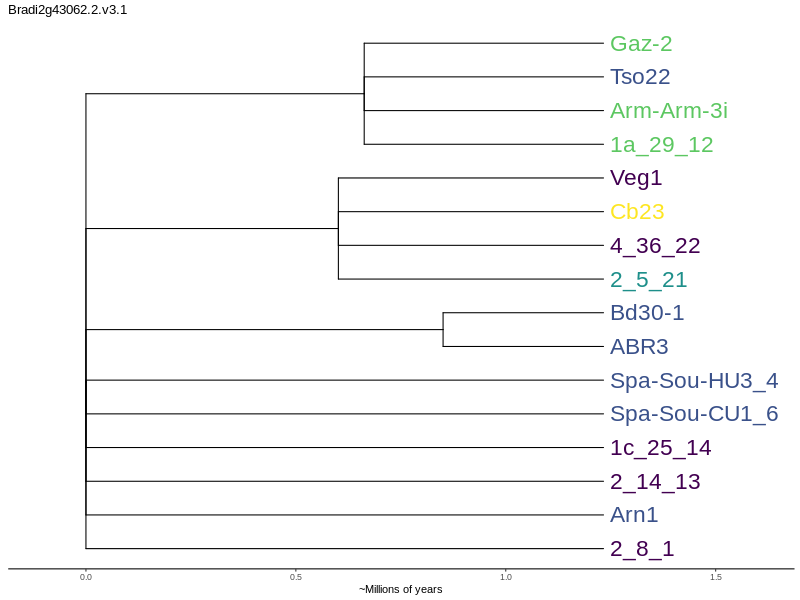 Bradi2g43062.2.v3.1
Gaz-2
Tso22
Arm-Arm-3i
1a_29_12
Veg1
Cb23
4_36_22
2_5_21
Bd30-1
ABR3
Spa-Sou-HU3_4
Spa-Sou-CU1_6
1c_25_14
2_14_13
Arn1
2_8_1
0.0 0.5 1.0 1.5
~Millions of years